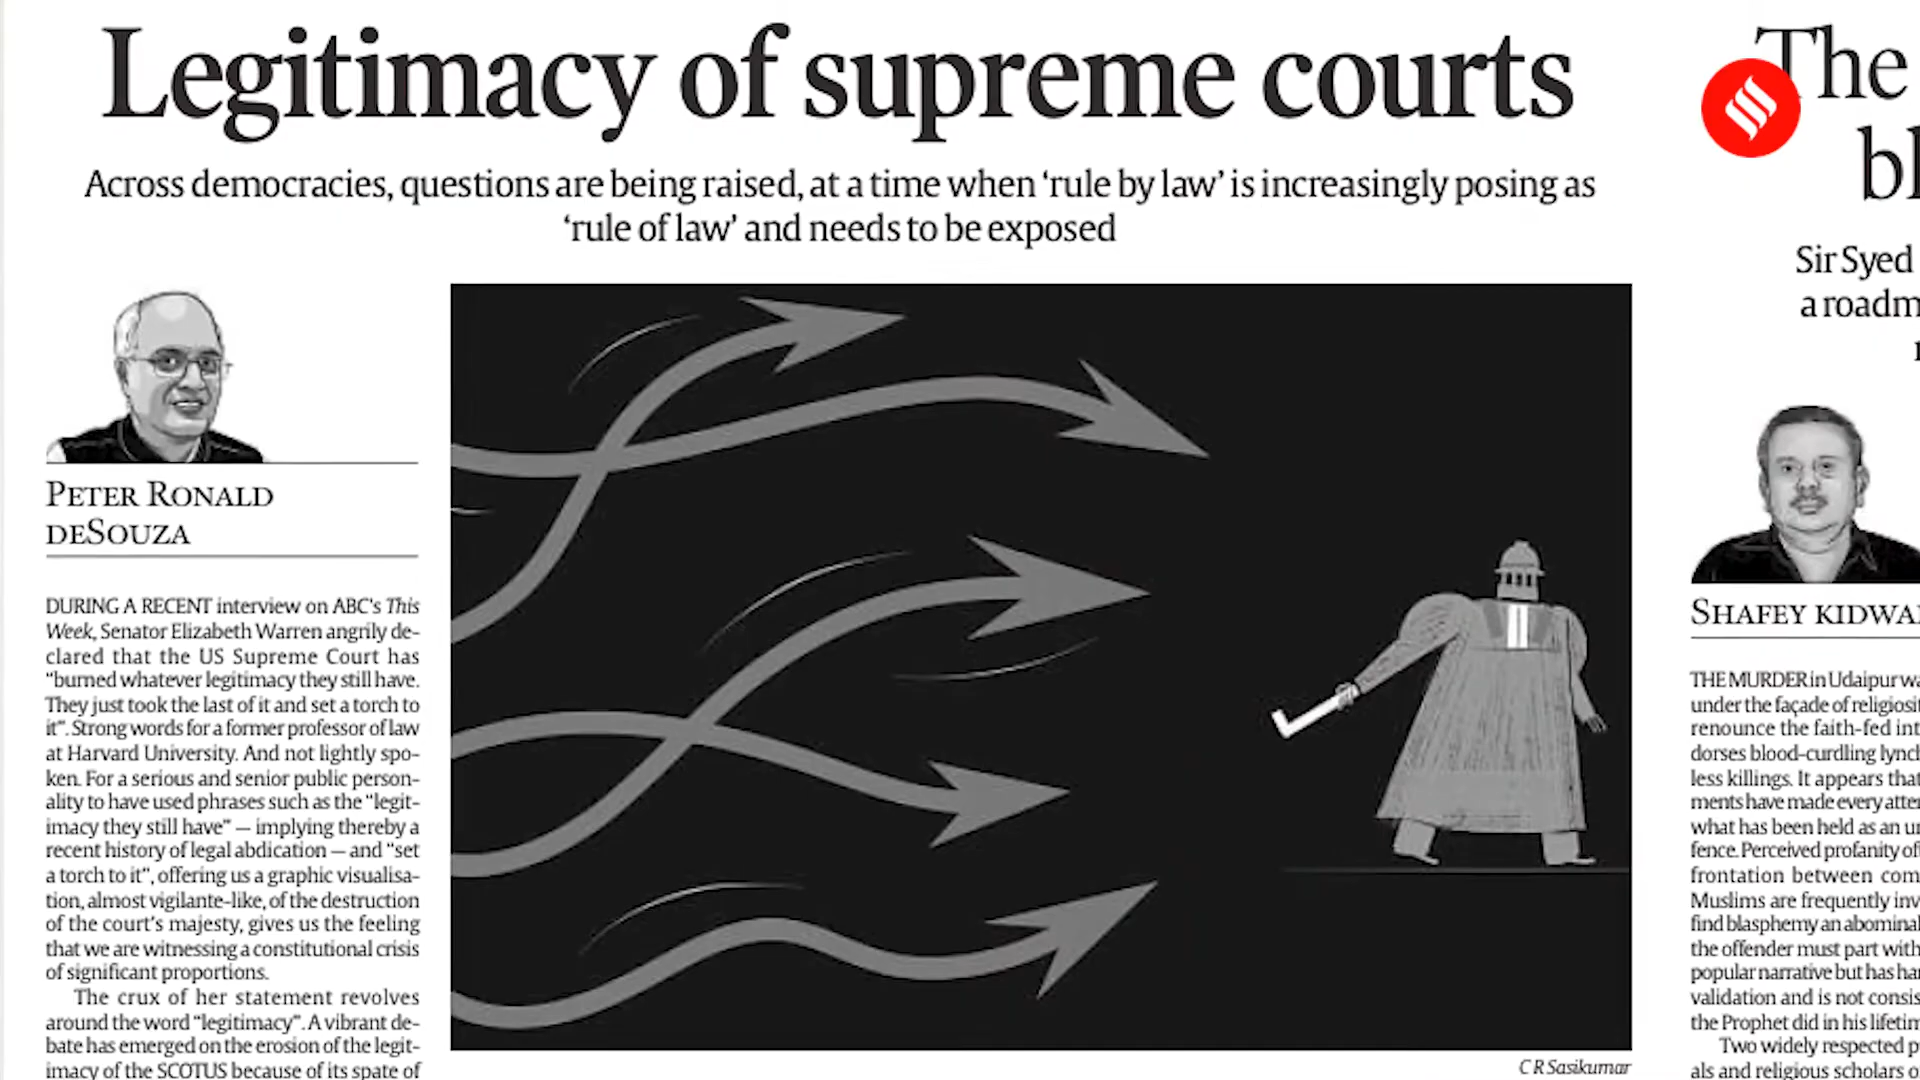 Legitimacy of supreme courts
Across democracies, questions are being raised, at a time when ‘rule by law’ is increasingly posing as
‘rule of law’ and needs to be exposed
PETER RONALD
DESOUZA
DURING A RECENT interview on ABC's This
Week, Senator Elizabeth Warren angrily de-
clared that the US Supreme Court has
“burned whatever legitimacy they still have.
They just took the last of it and set a torch to
it”. Strong words for a former professor of law
at Harvard University. And not lightly spo-
ken. For a serious and senior public person-
ality to have used phrases such as the “legit-
imacy they still have” — implying thereby a
recent history of legal abdication — and “set
a torch to it”, offering us a graphic visualisa-
tion, almost vigilante-like, of the destruction
of the court's majesty, gives us the feeling
that we are witnessing a constitutional crisis
of significant proportions.
The crux of her statement revolves
around the word “legitimacy”. A vibrant de-
bate has emerged on the erosion of the legit-
imacy of the SCOTUS because of its spate of
C R Sasikumar
The
bl
Sir Syed
a roadm
SHAFEY KIDWAI
THE MURDER in Udaipur wa
under the façade of religiosit
renounce the faith-fed int
dorses blood-curdling lynch
less killings. It appears that
ments have made every atte
what has been held as an un
fence. Perceived profanity of
frontation between com
Muslims are frequently inv
find blasphemy an abominal
the offender must part with
popular narrative but has ha
validation and is not consis
the Prophet did in his lifetim
Two widely respected p
als and religious scholars o